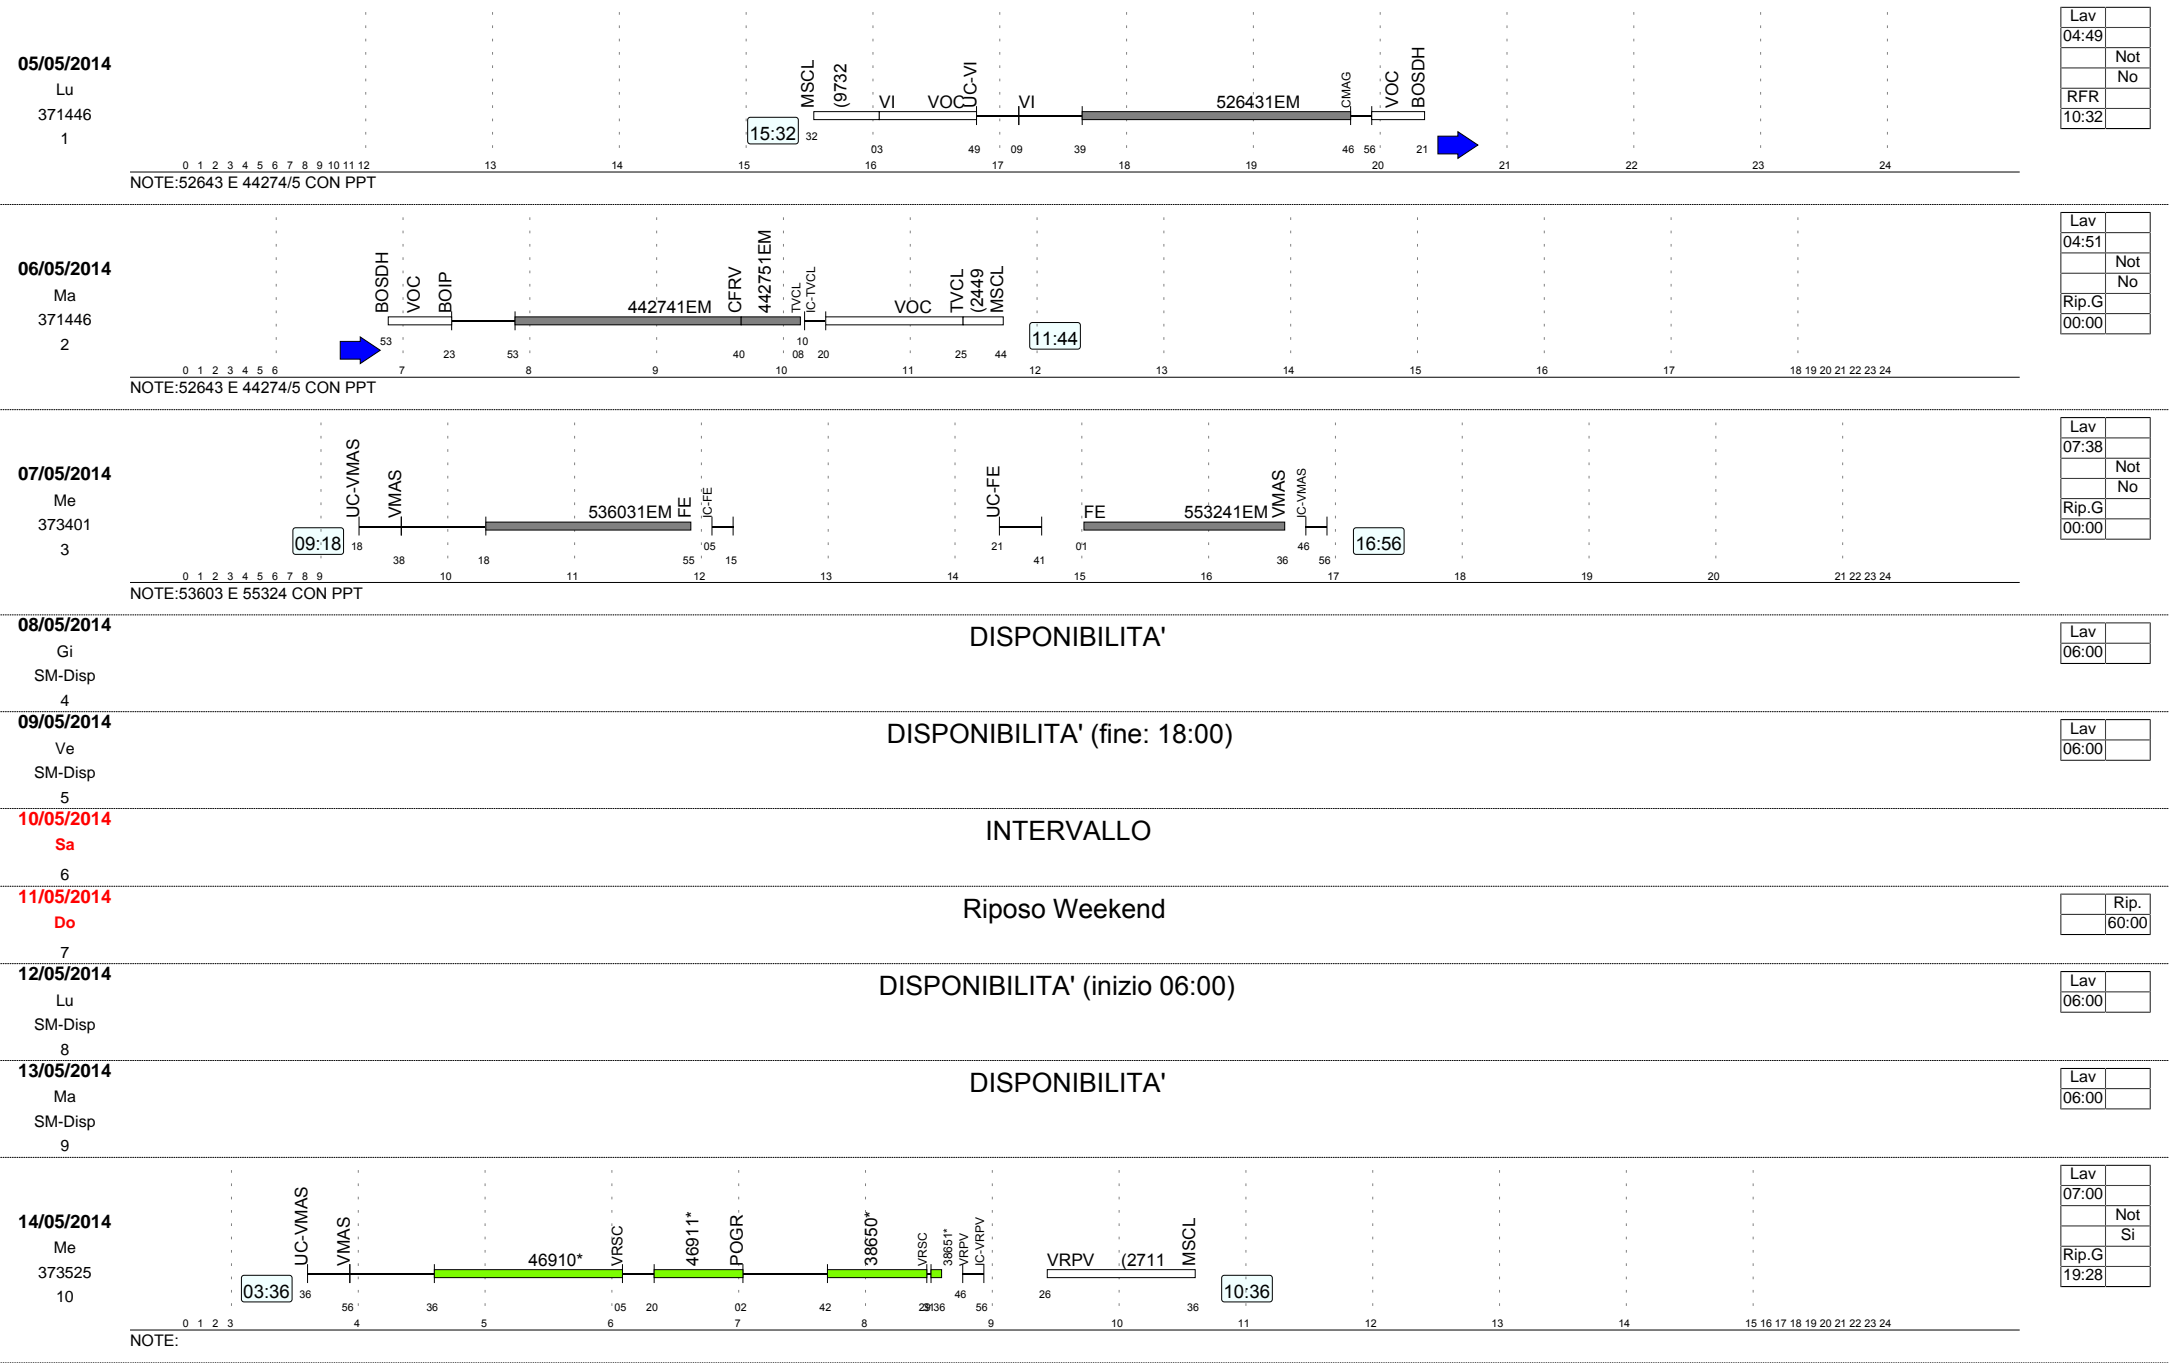 05/05/2014
Lu
371446
1
MSCL (9732 VI VOC UC-VI VI 526431EM CMAG VOC BOSDH
15:32 32 03 49 09 39 46 56 21
0 1 2 3 4 5 6 7 8 9 10 11 12 13 14 15 16 17 18 19 20 21 22 23 24
NOTE:52643 E 44274/5 CON PPT
Lav
04:49
Not
No
RFR
10:32
06/05/2014
Ma
371446
2
BOSDH VOC BOIP 442741EM CFRV 442751EM TVCL IC-TVCL VOC TVCL (2449 MSCL
53 23 53 40 08 10 20 25 44 11:44
0 1 2 3 4 5 6 7 8 9 10 11 12 13 14 15 16 17 18 19 20 21 22 23 24
NOTE:52643 E 44274/5 CON PPT
Lav
04:51
Not
No
Rip.G
00:00
07/05/2014
Me
373401
3
UC-VMAS VMAS 536031EM FE IC-FE UC-FE FE 553241EM VMAS IC-VMAS
09:18 18 38 18 55 05 15 21 41 01 36 46 56 16:56
0 1 2 3 4 5 6 7 8 9 10 11 12 13 14 15 16 17 18 19 20 21 22 23 24
NOTE:53603 E 55324 CON PPT
Lav
07:38
Not
No
Rip.G
00:00
08/05/2014
Gi
SM-Disp
4
DISPONIBILITA'
Lav
06:00
09/05/2014
Ve
SM-Disp
5
DISPONIBILITA' (fine: 18:00)
Lav
06:00
10/05/2014
Sa
6
INTERVALLO
11/05/2014
Do
7
Riposo Weekend
Rip.
60:00
12/05/2014
Lu
SM-Disp
8
DISPONIBILITA' (inizio 06:00)
Lav
06:00
13/05/2014
Ma
SM-Disp
9
DISPONIBILITA'
Lav
06:00
14/05/2014
Me
373525
10
UC-VMAS VMAS 46910* VRSC 46911* POGR 38650* VRSC 38651* VRPV IC-VRPV VRPV (2711 MSCL
03:36 36 56 36 05 20 02 42 36 46 56 26 36 10:36
0 1 2 3 4 5 6 7 8 9 10 11 12 13 14 15 16 17 18 19 20 21 22 23 24
NOTE:
Lav
07:00
Not
Si
Rip.G
19:28